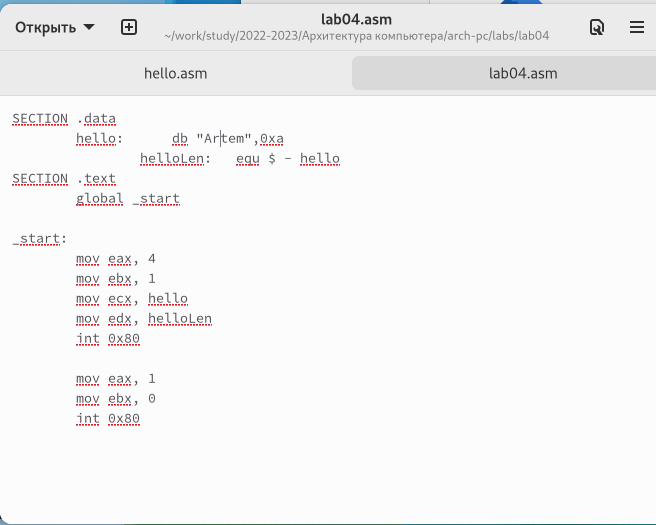 Открыть
lab04.asm
~/work/study/2022-2023/Архитектура компьютера/arch-pc/labs/lab04
hello.asm
lab04.asm
SECTION .data
hello: db "Artem",0xa
helloLen: equ $ - hello
SECTION .text
global _start
_start:
mov eax, 4
mov ebx, 1
mov ecx, hello
mov edx, helloLen
int 0x80
mov eax, 1
mov ebx, 0
int 0x80